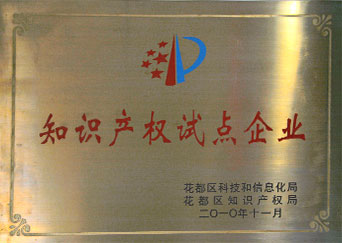 知识产权试点企业
花都区科技和信息化局
花都区知识产权局
二〇一〇年十一月